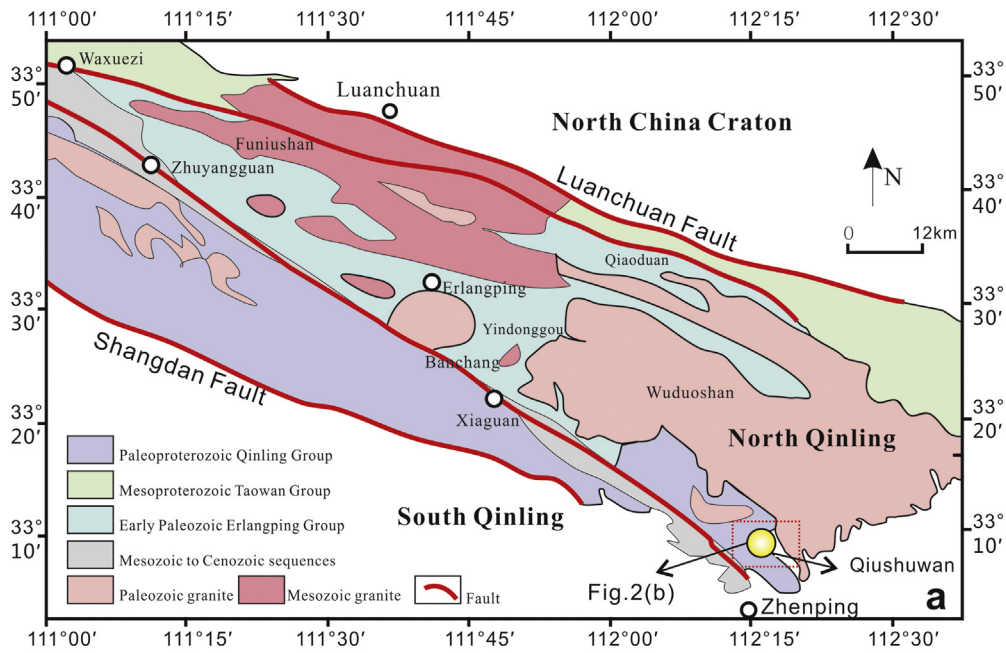 111°00′ 111°15′ 111°30′ 111°45′ 112°00′ 112°15′ 112°30′
33°
50′
33°
40′
33°
30′
33°
20′
33°
10′
33°
50′
33°
40′
33°
30′
33°
20′
33°
10′
Waxuezi
Luanchuan
North China Craton
Funiushan
Zhuyangguan
Luanchuan Fault
N
0 12km
Qiaoduan
Erlangping
Yindonggou
Banchang
Shangdan Fault
Wuduoshan
Xiaguan
North Qinling
South Qinling
Paleoproterozoic Qinling Group
Mesoproterozoic Taowan Group
Early Paleozoic Erlangping Group
Mesozoic to Cenozoic sequences
Paleozoic granite
Mesozoic granite
Fault
Fig.2(b)
Qiushuwan
Zhenping
a
111°00′ 111°15′ 111°30′ 111°45′ 112°00′ 112°15′ 112°30′